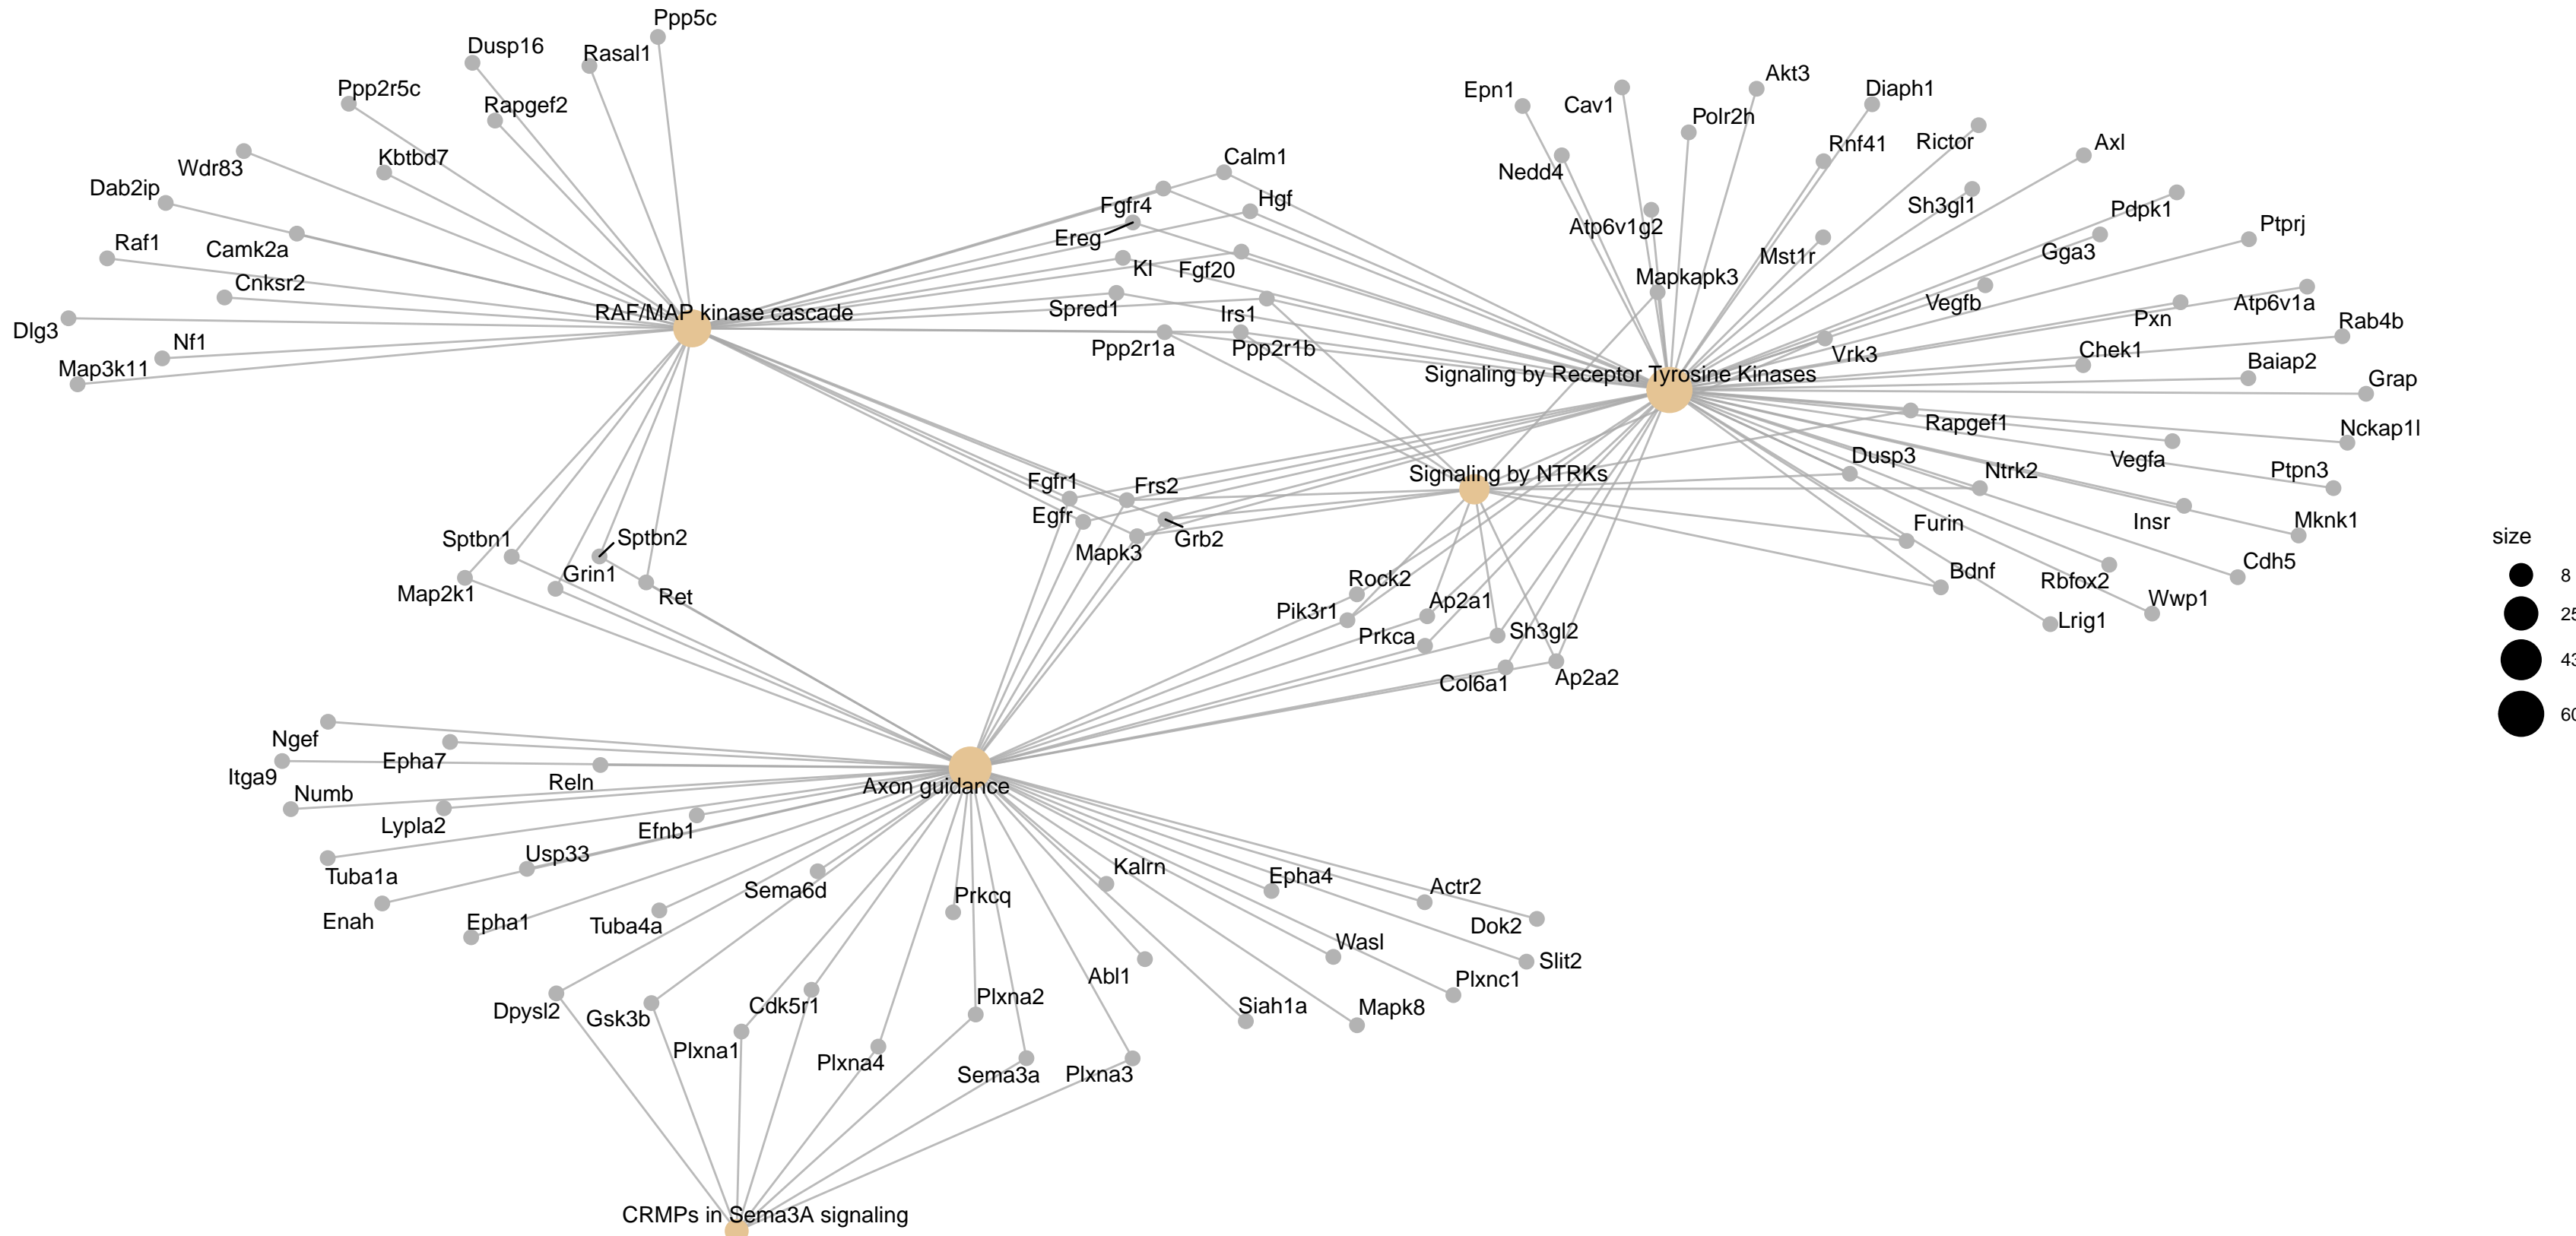 Ppp5c
Dusp16
Rasal1
Ppp2r5c
Rapgef2
Wdr83
Kbtbd7
Dab2ip
Raf1
Camk2a
Cnksr2
Dlg3
Nf1
Map3k11
RAF/MAP kinase cascade
Calm1
Fgfr4
Hgf
Ereg
Kl
Fgf20
Spred1
Irs1
Ppp2r1a
Ppp2r1b
Epn1
Cav1
Akt3
Polr2h
Diaph1
Nedd4
Rnf41
Rictor
Axl
Atp6v1g2
Sh3gl1
Pdpk1
Ptprj
Mst1r
Gga3
Mapkapk3
Vegfb
Pxn
Atp6v1a
Rab4b
Vrk3
Chek1
Baiap2
Grap
Signaling by Receptor Tyrosine Kinases
Rapgef1
Nckap1l
Dusp3
Vegfa
Ptpn3
Ntrk2
Signaling by NTRKs
Insr
Mknk1
Furin
Cdh5
Bdnf
Rbfox2
Wwp1
Lrig1
Fgfr1
Frs2
Egfr
Mapk3
Grb2
Sptbn1
Sptbn2
Grin1
Map2k1
Ret
Rock2
Pik3r1
Ap2a1
Prkca
Sh3gl2
Col6a1
Ap2a2
Ngef
Epha7
Itga9
Reln
Numb
Lypla2
Efnb1
Axon guidance
Usp33
Tuba1a
Enah
Epha1
Tuba4a
Sema6d
Prkcq
Kalrn
Epha4
Actr2
Dok2
Wasl
Slit2
Abl1
Plxnc1
Siah1a
Mapk8
Dpysl2
Gsk3b
Cdk5r1
Plxna1
Plxna4
Plxna2
Sema3a
Plxna3
CRMPs in Sema3A signaling
size
8
25
43
60